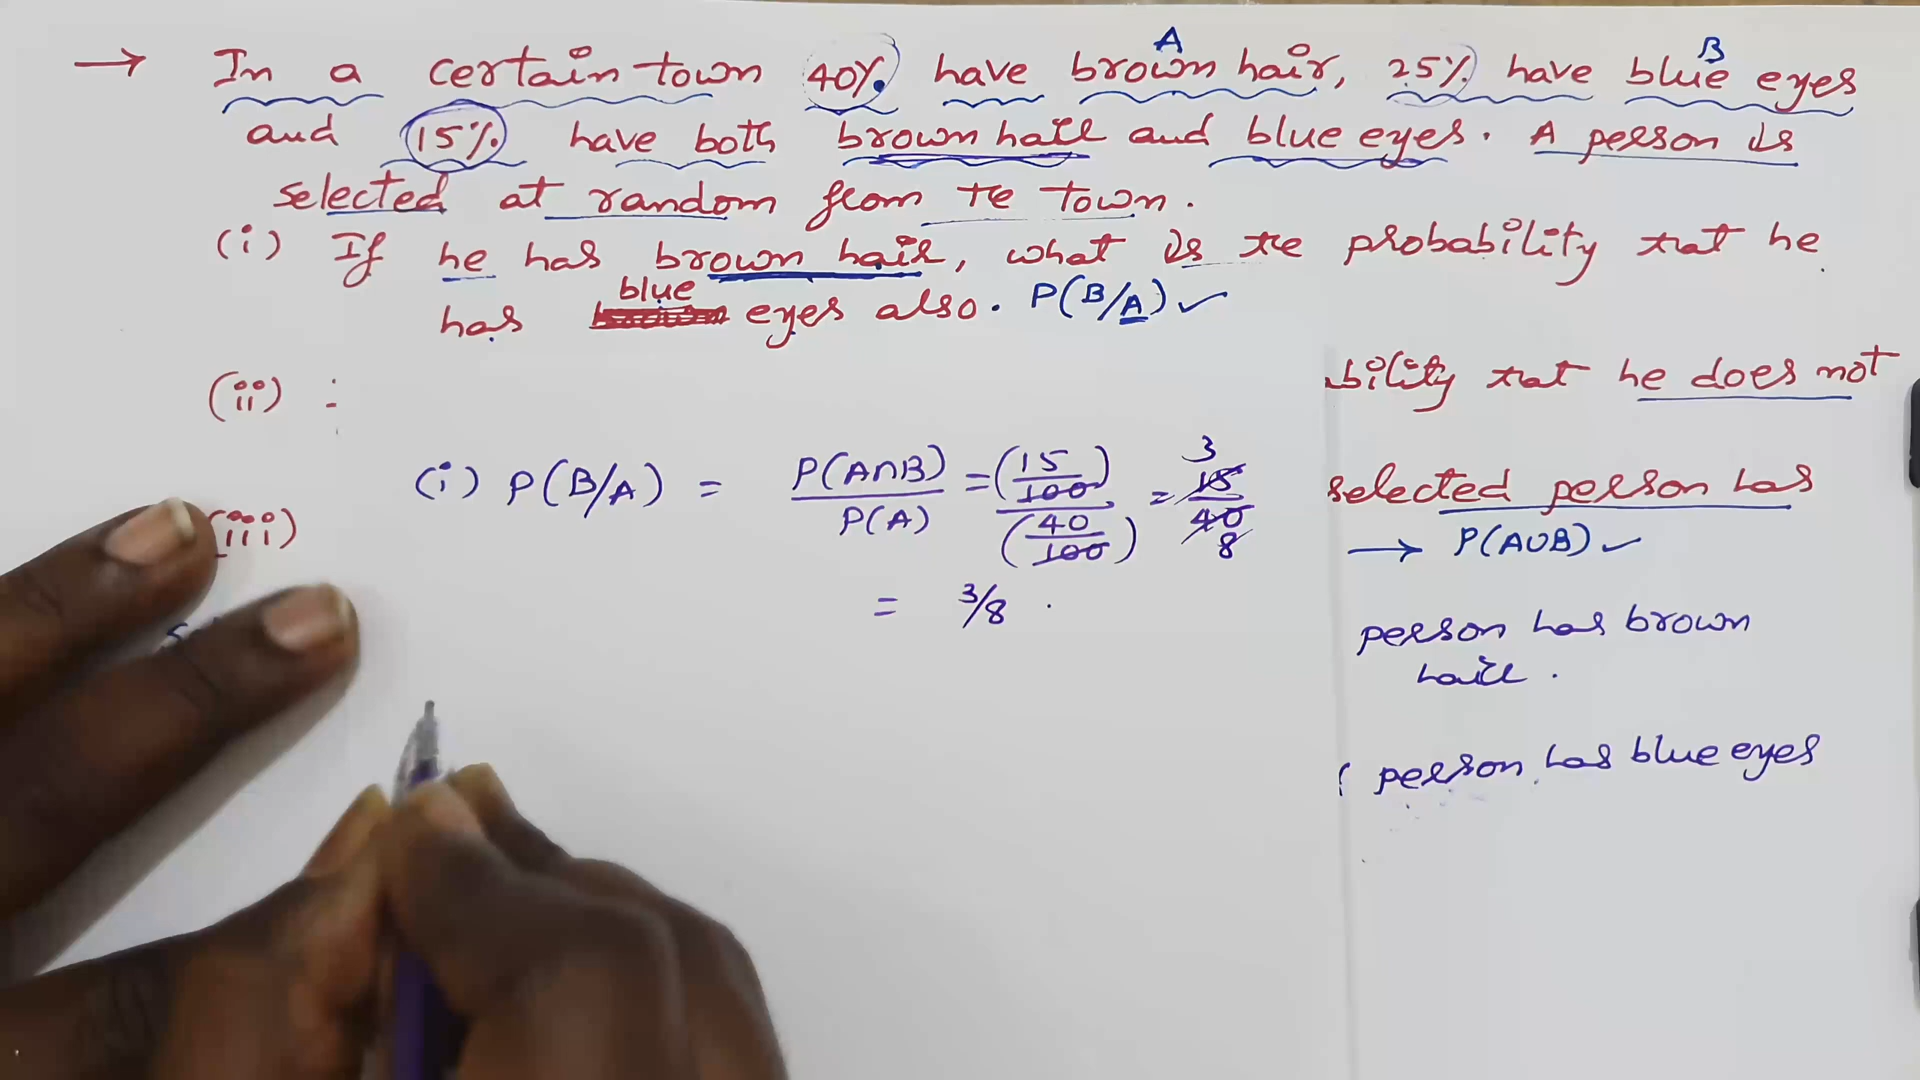 → In a certain town 40% have brown hair, 25% have blue eyes
A
B
and 15% have both brown hair and blue eyes. A person is
selected at random from the town.
(i) If he has brown hair, what is the probability that he
has blue eyes also. P(B/A) ✓
(ii) :
bility that he does not
(i) P(B/A) = P(A∩B) / P(A) = (15/100) / (40/100) = 15/40
3
8
= 3/8 .
(iii)
selected person has
→ P(A∪B) ✓
person has brown
hair .
person has blue eyes